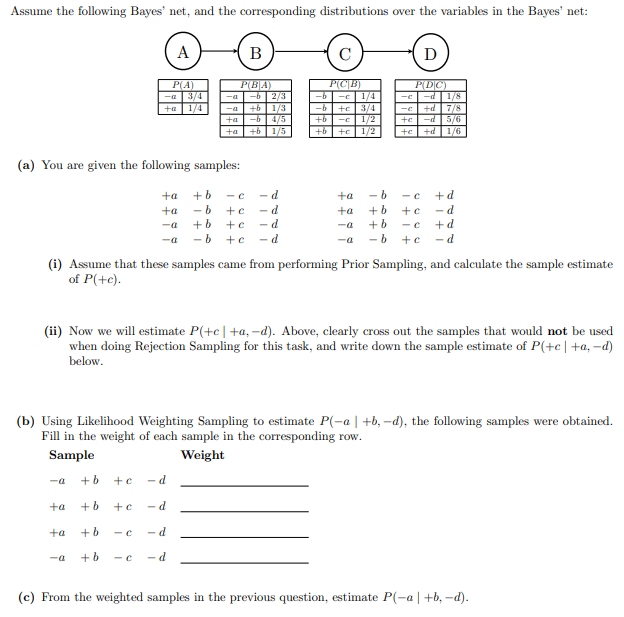 Assume the following Bayes' net, and the corresponding distributions over the variables in the Bayes' net:
A B C D
P(A)
−a 3/4
+a 1/4
P(B|A)
−a −b 2/3
−a +b 1/3
+a −b 4/5
+a +b 1/5
P(C|B)
−b −c 1/4
−b +c 3/4
+b −c 1/2
+b +c 1/2
P(D|C)
−c −d 1/8
−c +d 7/8
+c −d 5/6
+c +d 1/6
(a) You are given the following samples:
+a +b −c −d +a −b −c +d
+a −b +c −d +a +b +c −d
−a +b +c −d −a +b −c +d
−a −b +c −d −a −b +c −d
(i) Assume that these samples came from performing Prior Sampling, and calculate the sample estimate
of P(+c).
(ii) Now we will estimate P(+c | +a, −d). Above, clearly cross out the samples that would not be used
when doing Rejection Sampling for this task, and write down the sample estimate of P(+c | +a, −d)
below.
(b) Using Likelihood Weighting Sampling to estimate P(−a | +b, −d), the following samples were obtained.
Fill in the weight of each sample in the corresponding row.
Sample Weight
−a +b +c −d
+a +b +c −d
+a +b −c −d
−a +b −c −d
(c) From the weighted samples in the previous question, estimate P(−a | +b, −d).